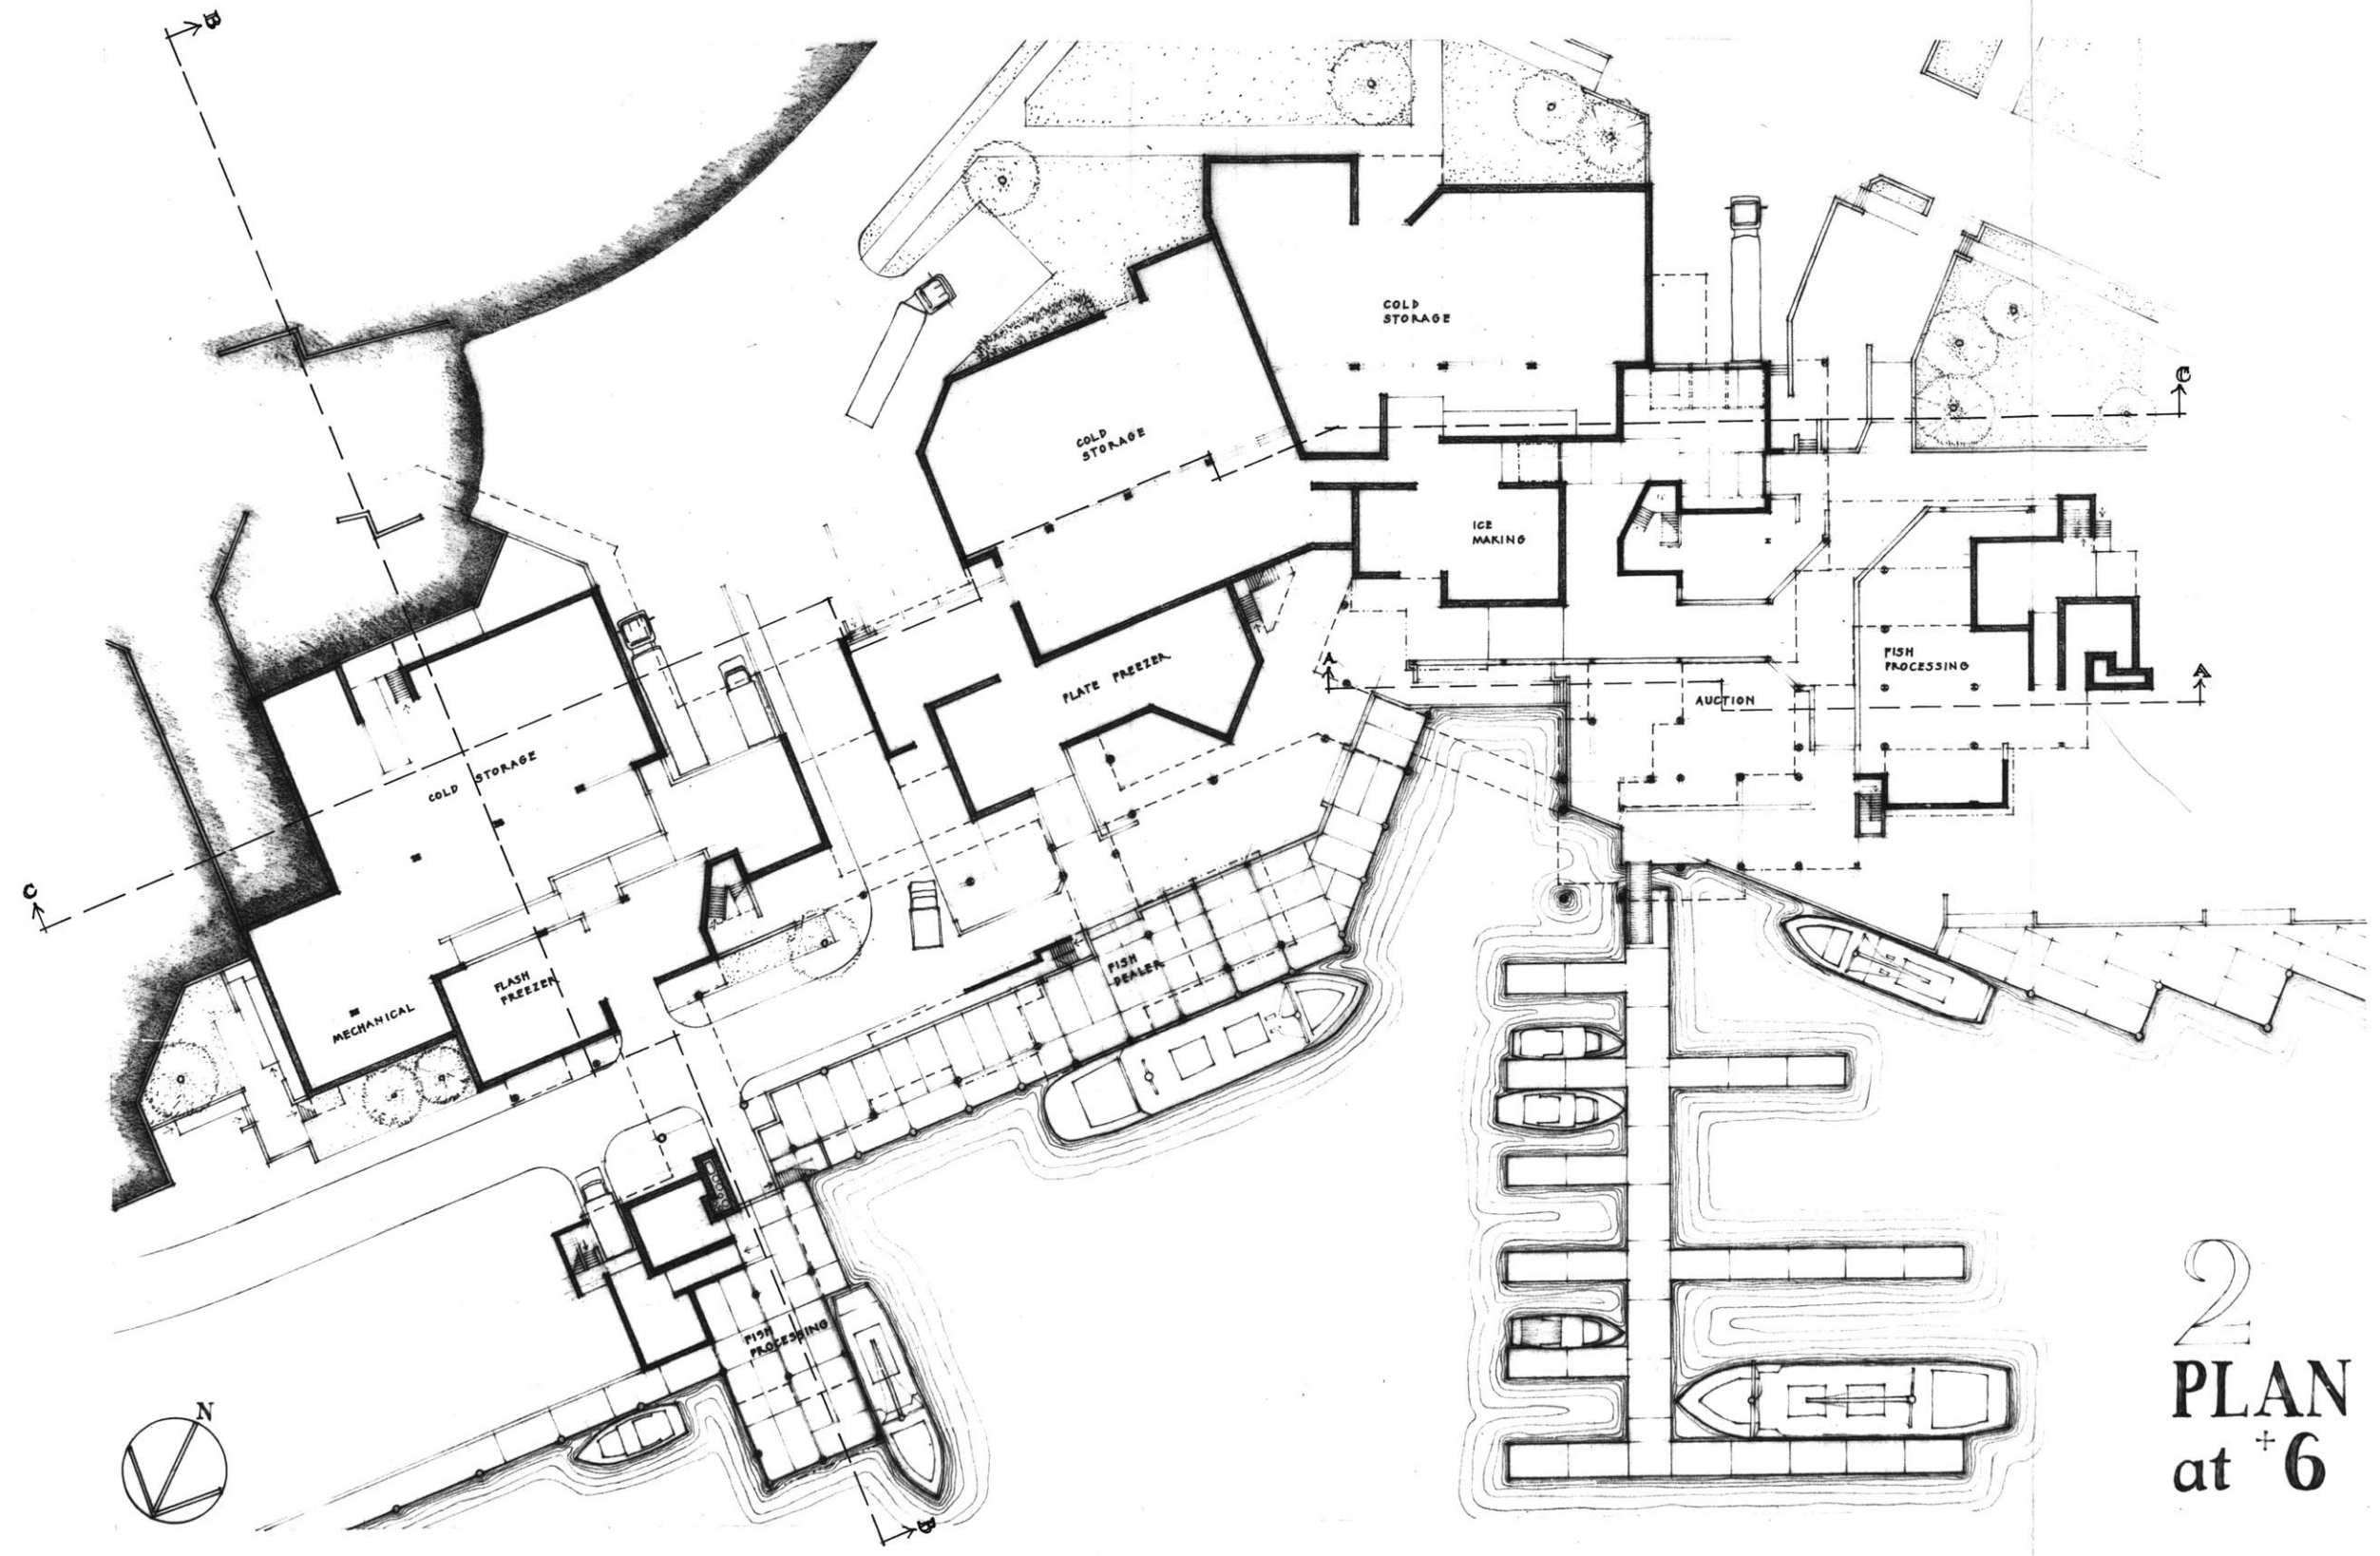 B
COLD
STORAGE
C
COLD
STORAGE
ICE
MAKING
FISH
PROCESSING
A
A
PLATE FREEZER
AUCTION
COLD STORAGE
C
FISH
DEALER
FLASH
FREEZER
MECHANICAL
FISH
PROCESSING
N
B
2
PLAN
at +6